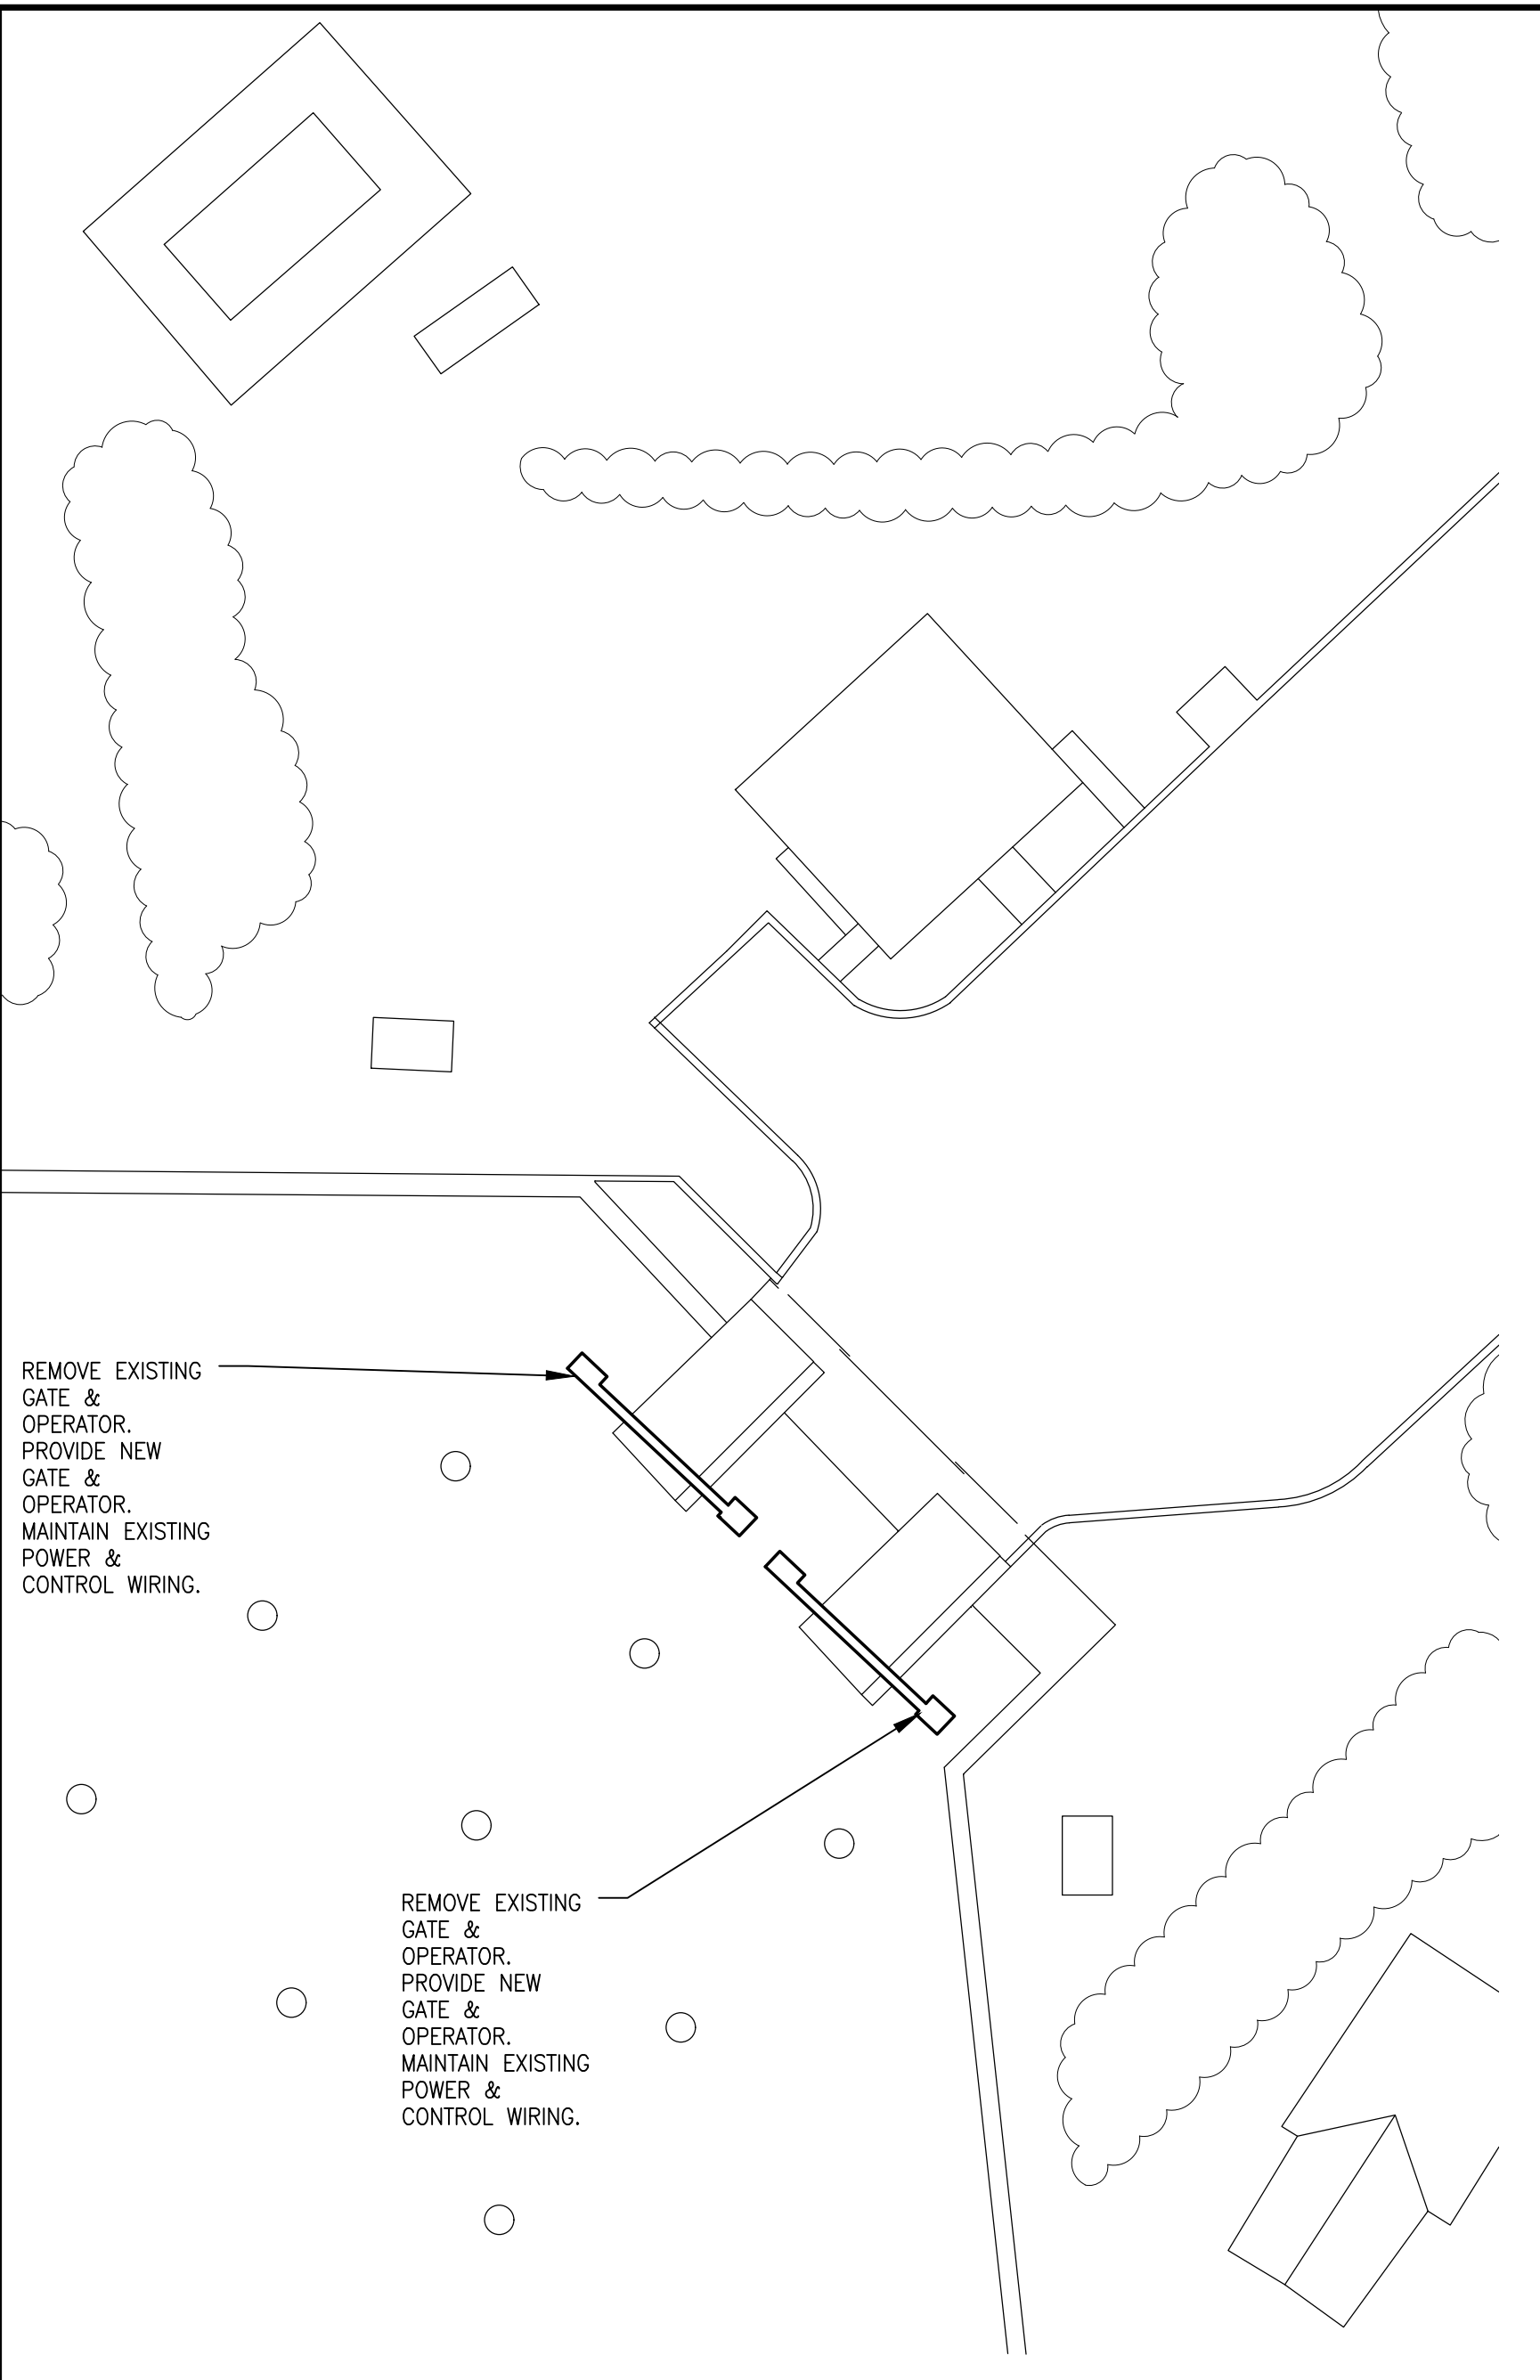 REMOVE EXISTING
GATE &
OPERATOR.
PROVIDE NEW
GATE &
OPERATOR.
MAINTAIN EXISTING
POWER &
CONTROL WIRING.
REMOVE EXISTING
GATE &
OPERATOR.
PROVIDE NEW
GATE &
OPERATOR.
MAINTAIN EXISTING
POWER &
CONTROL WIRING.